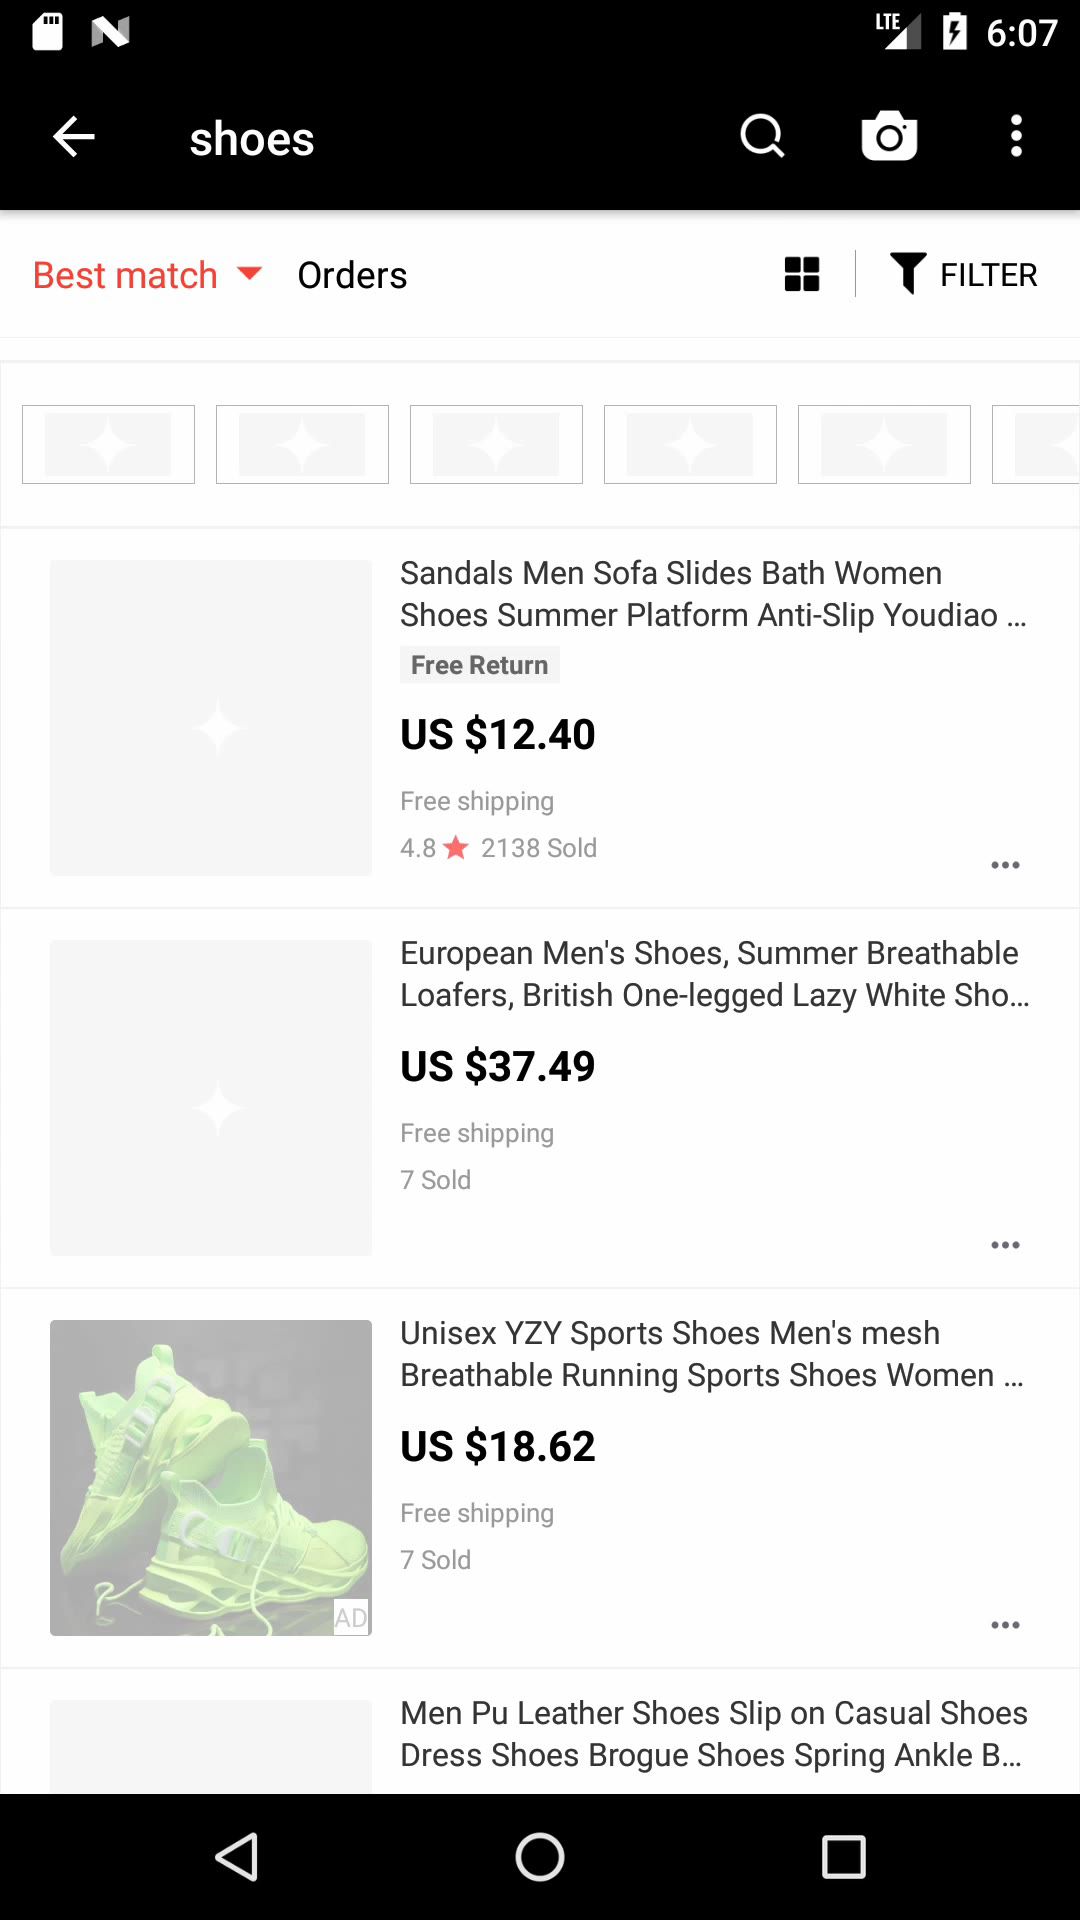 LTE 6:07
shoes
Best match Orders FILTER
Sandals Men Sofa Slides Bath Women
Shoes Summer Platform Anti-Slip Youdiao ...
Free Return
US $12.40
Free shipping
4.8 2138 Sold
European Men's Shoes, Summer Breathable
Loafers, British One-legged Lazy White Sho...
US $37.49
Free shipping
7 Sold
Unisex YZY Sports Shoes Men's mesh
Breathable Running Sports Shoes Women ...
US $18.62
Free shipping
7 Sold
AD
Men Pu Leather Shoes Slip on Casual Shoes
Dress Shoes Brogue Shoes Spring Ankle B...